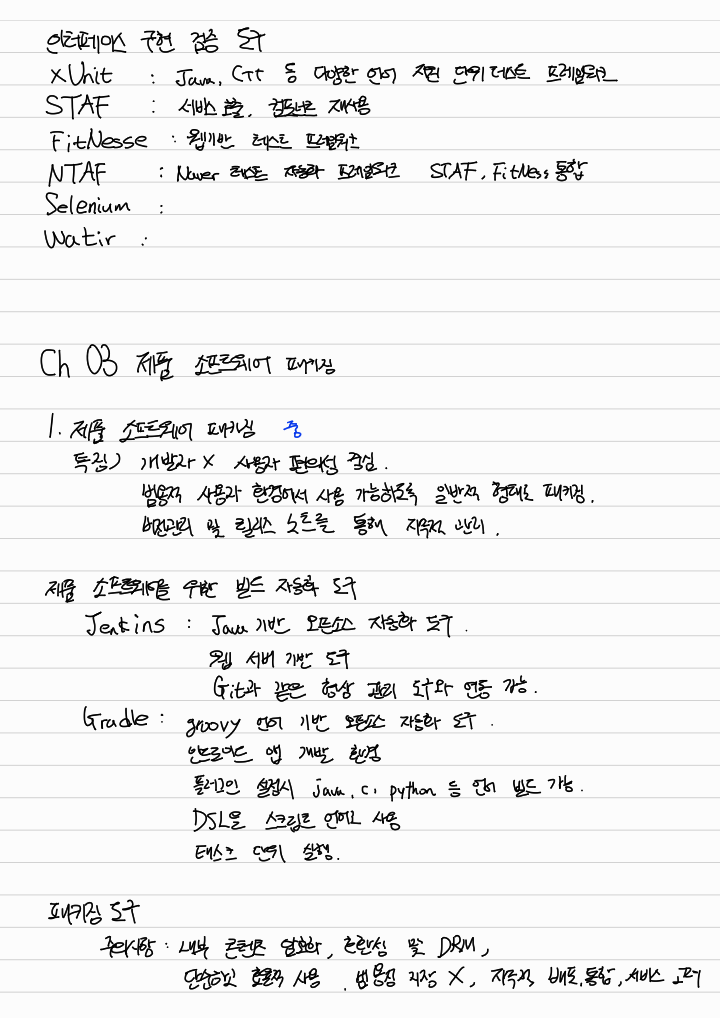 인터페이스 구현 검증 도구
xUnit : Java, C++ 등 다양한 언어 지원 단위 테스트 프레임워크
STAF : 서비스 호출, 컴포넌트 재사용
FitNesse : 웹기반 테스트 프레임워크
NTAF : Naver 테스트 자동화 프레임워크 STAF, FitNess 통합
Selenium :
Watir :
Ch 03 제품 소프트웨어 패키징
1. 제품 소프트웨어 패키징 중
특징) 개발자 X 사용자 편의성 중심.
범용적 사용자 환경에서 사용 가능하도록 일반적 형태로 패키징.
버전관리 및 릴리스 노트를 통해 지속적 관리.
제품 소프트웨어를 위한 빌드 자동화 도구
Jenkins : Java 기반 오픈소스 자동화 도구.
웹 서버 기반 도구
Git과 같은 형상 관리 도구와 연동 가능.
Gradle : groovy 언어 기반 오픈소스 자동화 도구.
안드로이드 앱 개발 환경
플러그인 설정시 java, c, python 등 언어 빌드 가능.
DSL을 스크립트 언어로 사용
태스크 단위 실행.
패키징 도구
주의사항 : 내부 콘텐츠 암호화, 호환성 및 DRM,
단순하고 효율적 사용. 범용성 지장 X, 지속적 배포, 통합, 서비스 고려